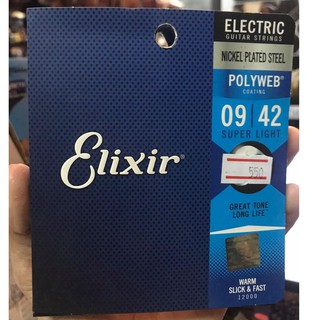 ELECTRIC
GUITAR STRINGS
NICKEL PLATED STEEL
POLYWEB®
COATING
09 | 42
SUPER LIGHT
Elixir®
550
GREAT TONE
LONG LIFE™
WARM
SLICK & FAST
12000